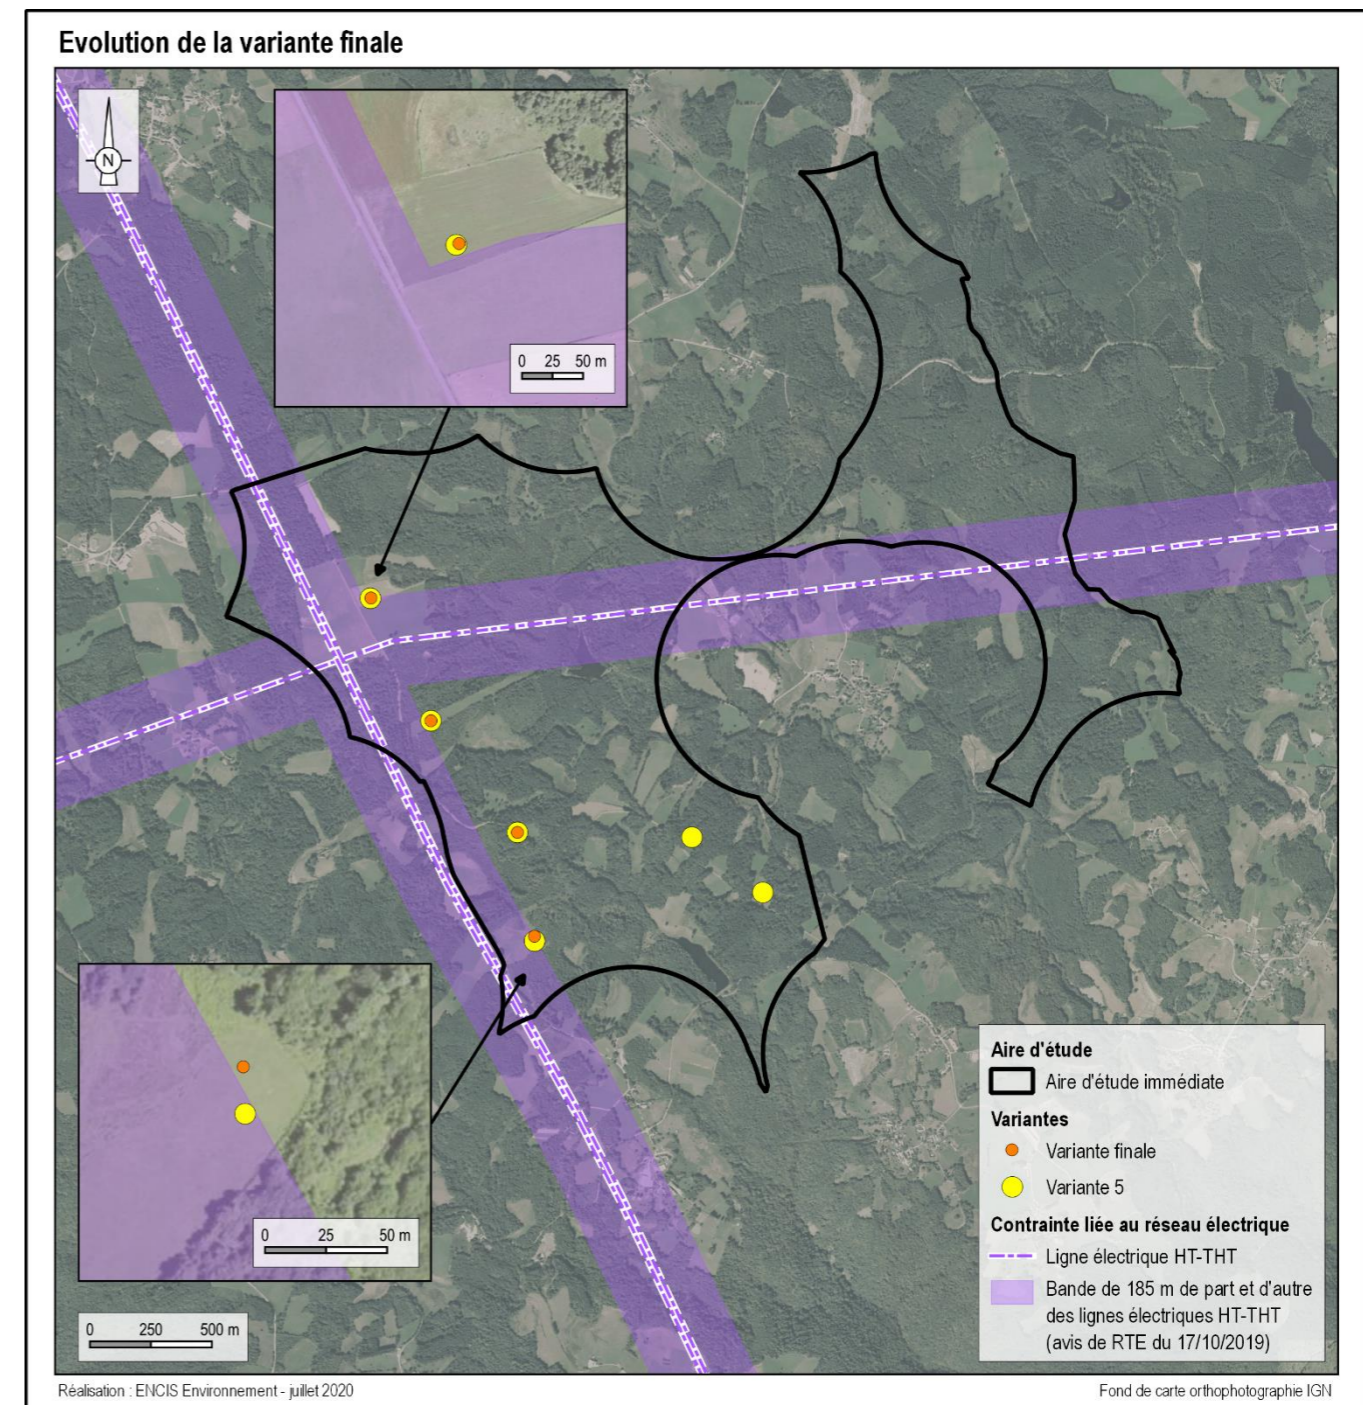 Evolution de la variante finale
N
0 25 50 m
0 25 50 m
0 250 500 m
Aire d'étude
Aire d'étude immédiate
Variantes
Variante finale
Variante 5
Contrainte liée au réseau électrique
Ligne électrique HT-THT
Bande de 185 m de part et d'autre
des lignes électriques HT-THT
(avis de RTE du 17/10/2019)
Réalisation : ENCIS Environnement - juillet 2020
Fond de carte orthophotographie IGN